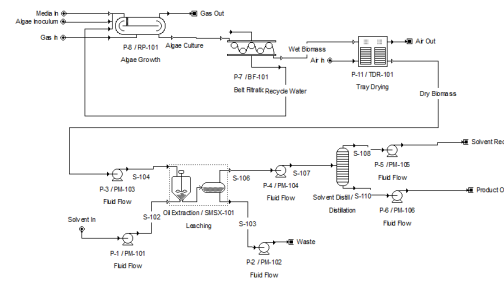 Media In
Algae Inoculum
Gas In
Gas Out
P-8 / RP-101
Algae Growth
Algae Culture
P-7 / BF-101
Belt Filtration
Recycle Water
Wet Biomass
Air In
Air Out
P-11 / TDR-101
Tray Drying
Dry Biomass
S-104
P-3 / PM-103
Fluid Flow
Solvent In
S-102
P-1 / PM-101
Fluid Flow
Oil Extraction / SMSX-101
Leaching
S-106
S-103
P-2 / PM-102
Fluid Flow
Waste
P-4 / PM-104
Fluid Flow
S-107
S-108
Solvent Distil /
Distillation
S-110
P-5 / PM-105
Fluid Flow
Solvent Rec
P-6 / PM-106
Fluid Flow
Product O